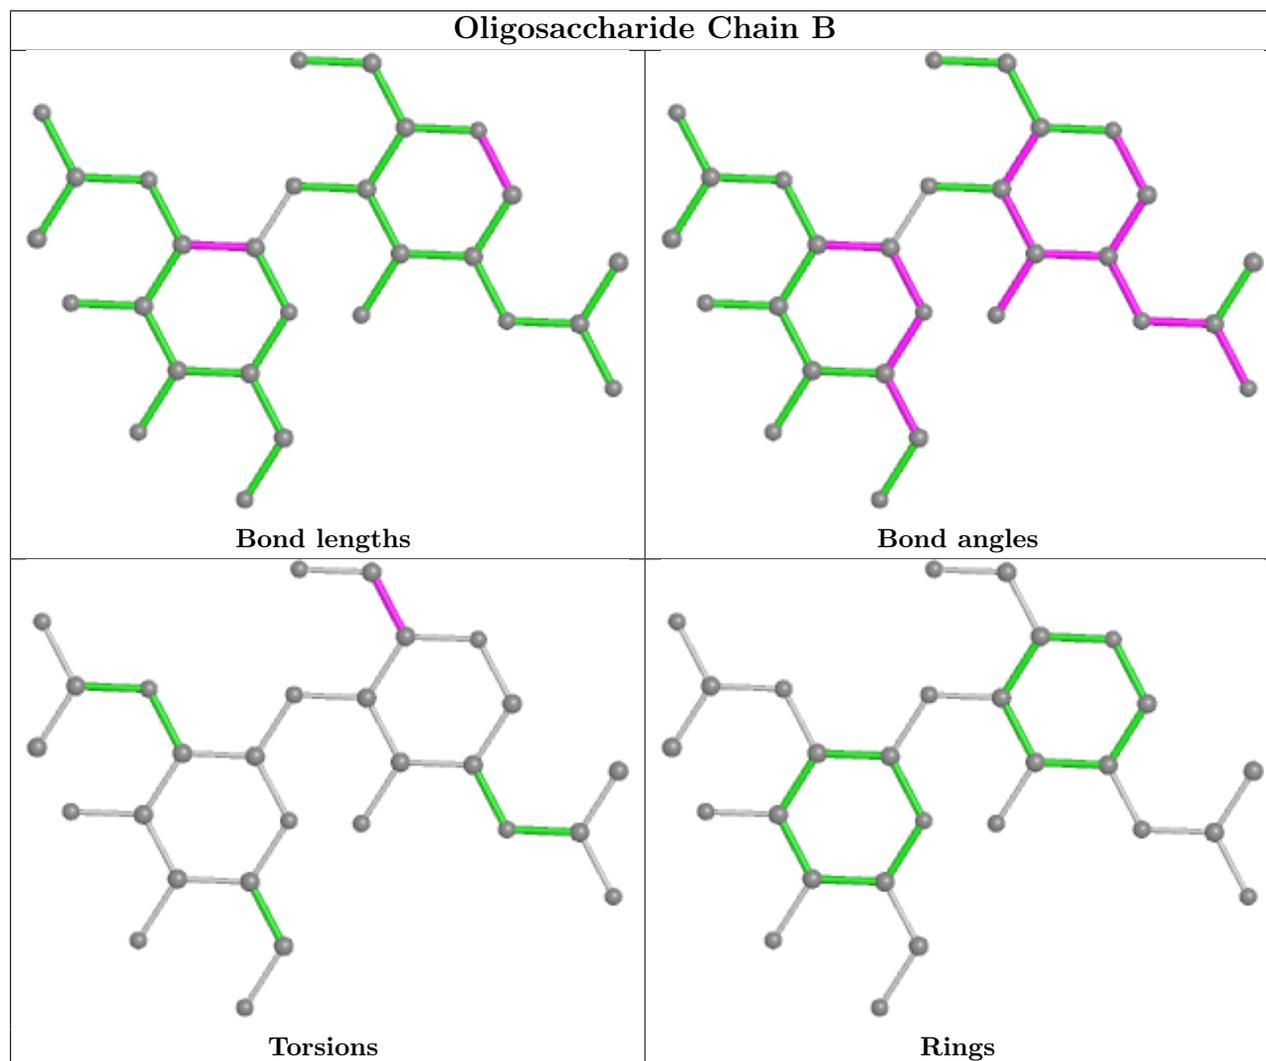 Oligosaccharide Chain B
Bond lengths
Bond angles
Torsions
Rings